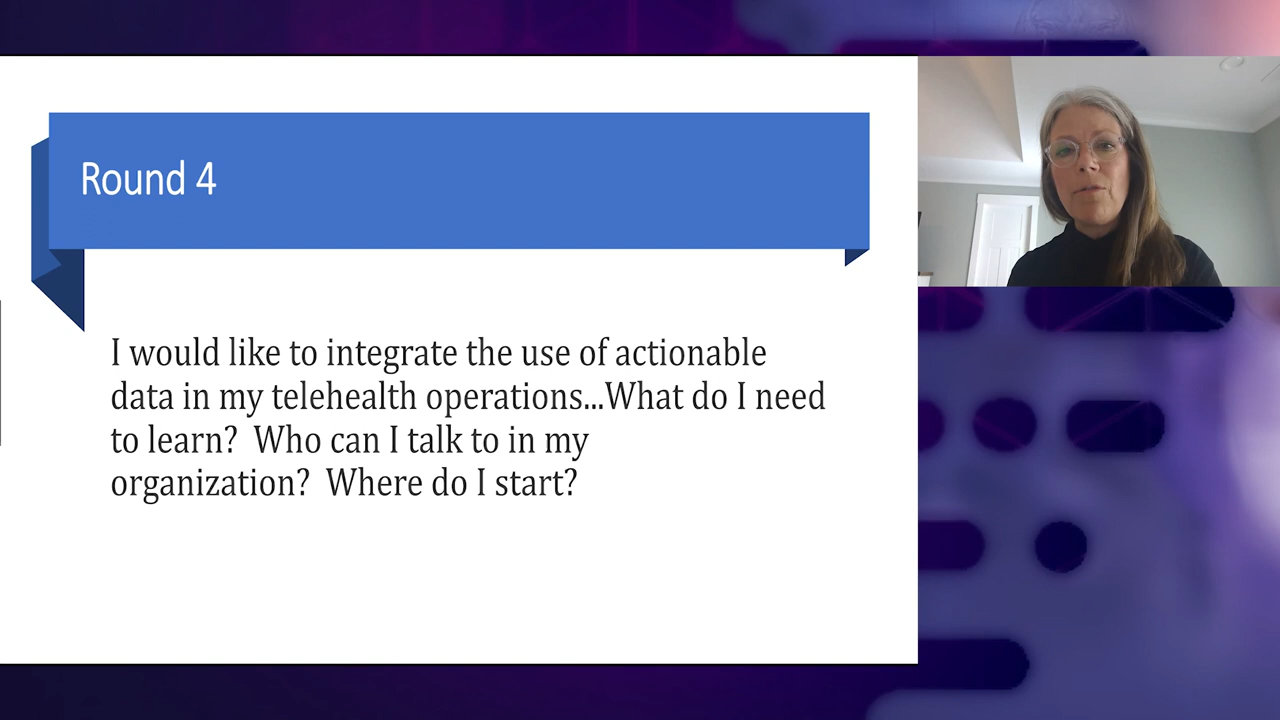 Round 4
I would like to integrate the use of actionable
data in my telehealth operations...What do I need
to learn?  Who can I talk to in my
organization?  Where do I start?